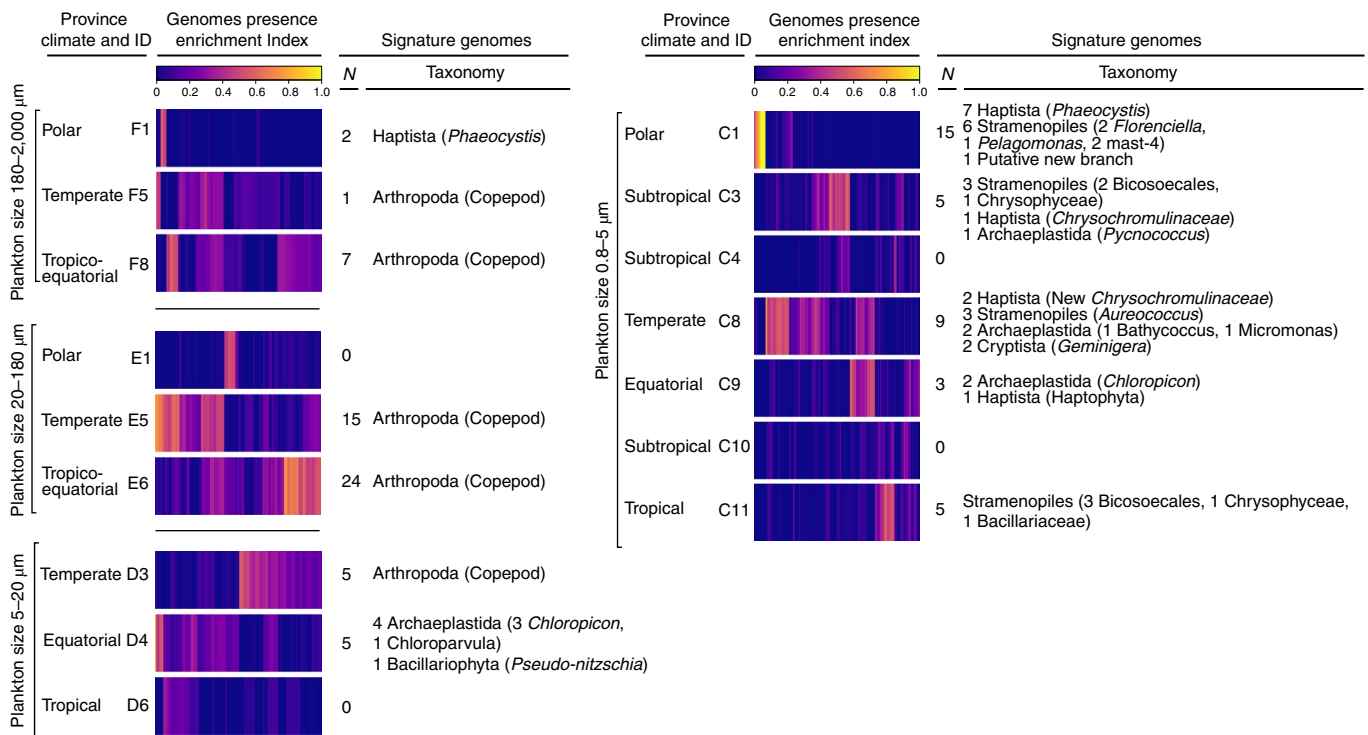 Province
climate and ID
Genomes presence
enrichment Index
Signature genomes
N
Taxonomy
0 0.2 0.4 0.6 0.8 1.0
Plankton size 180–2,000 μm
Polar F1
2
Haptista (Phaeocystis)
Temperate F5
1
Arthropoda (Copepod)
Tropico-
equatorial F8
7
Arthropoda (Copepod)
Plankton size 20–180 μm
Polar E1
0
Temperate E5
15
Arthropoda (Copepod)
Tropico-
equatorial E6
24
Arthropoda (Copepod)
Plankton size 5–20 μm
Temperate D3
5
Arthropoda (Copepod)
Equatorial D4
5
4 Archaeplastida (3 Chloropicon,
1 Chloroparvula)
1 Bacillariophyta (Pseudo-nitzschia)
Tropical D6
0
Province
climate and ID
Genomes presence
enrichment index
Signature genomes
N
Taxonomy
0 0.2 0.4 0.6 0.8 1.0
Plankton size 0.8–5 μm
Polar C1
15
7 Haptista (Phaeocystis)
6 Stramenopiles (2 Florenciella,
1 Pelagomonas, 2 mast-4)
1 Putative new branch
Subtropical C3
5
3 Stramenopiles (2 Bicosoecales,
1 Chrysophyceae)
1 Haptista (Chrysochromulinaceae)
1 Archaeplastida (Pycnococcus)
Subtropical C4
0
Temperate C8
9
2 Haptista (New Chrysochromulinaceae)
3 Stramenopiles (Aureococcus)
2 Archaeplastida (1 Bathycoccus, 1 Micromonas)
2 Cryptista (Geminigera)
Equatorial C9
3
2 Archaeplastida (Chloropicon)
1 Haptista (Haptophyta)
Subtropical C10
0
Tropical C11
5
Stramenopiles (3 Bicosoecales, 1 Chrysophyceae,
1 Bacillariaceae)